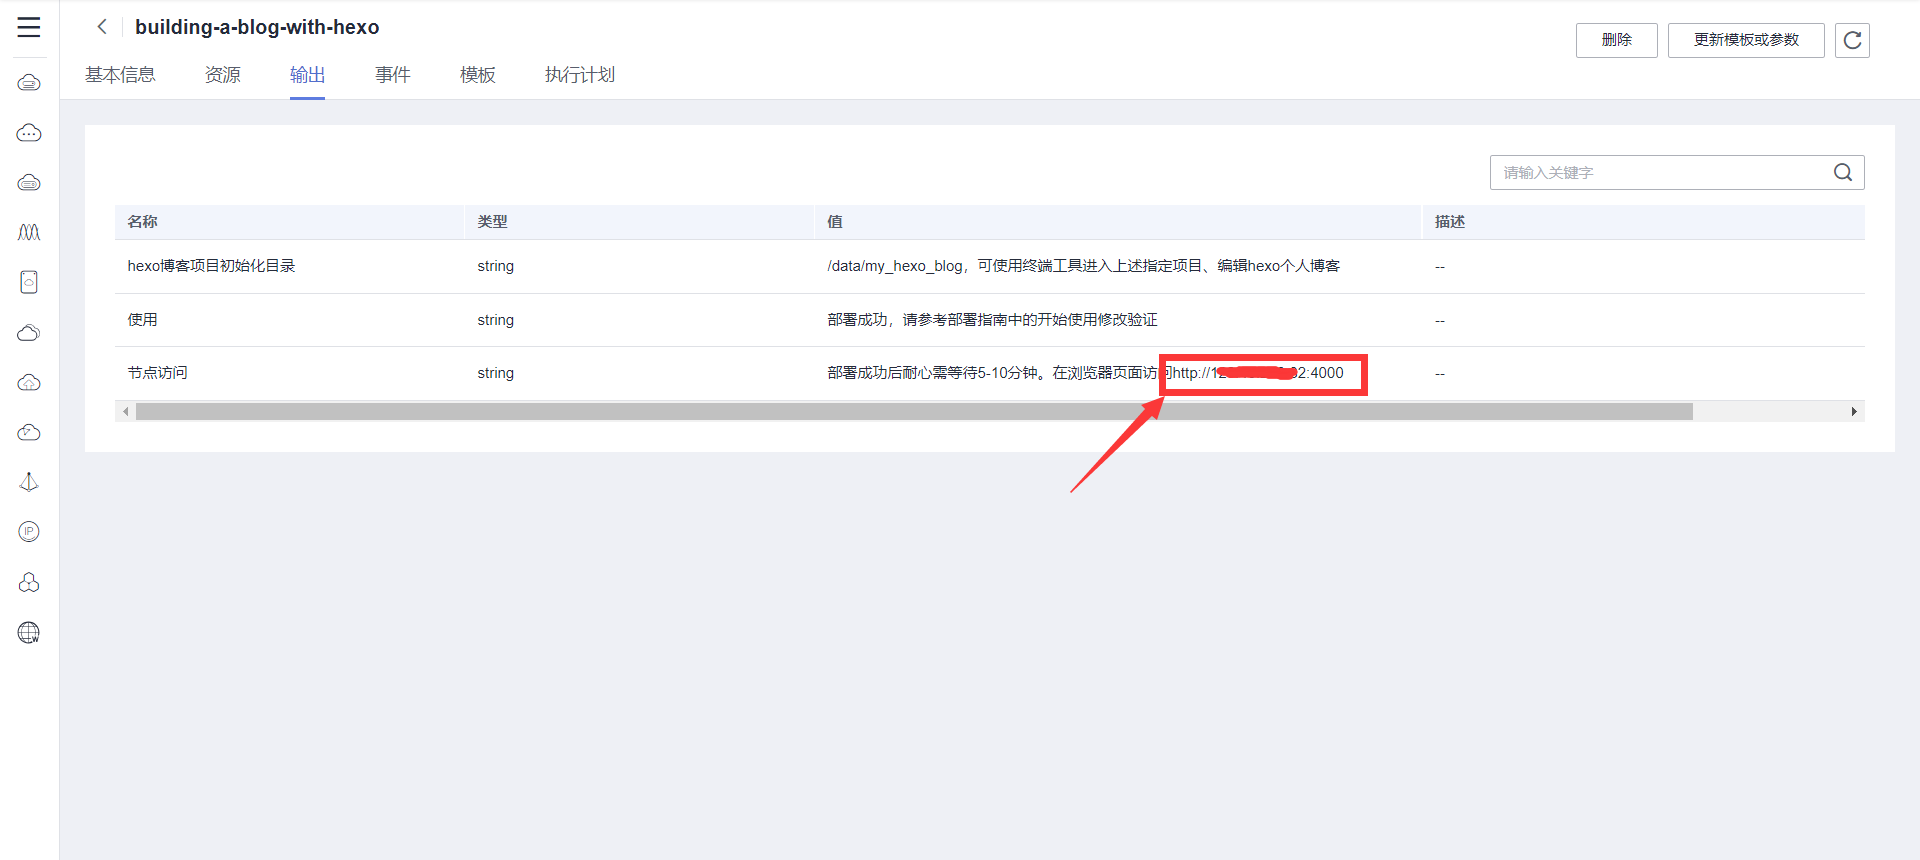 building-a-blog-with-hexo
删除
更新模板或参数
基本信息 资源 输出 事件 模板 执行计划
请输入关键字
名称 类型 值 描述
hexo博客项目初始化目录 string /data/my_hexo_blog，可使用终端工具进入上述指定项目、编辑hexo个人博客 --
使用 string 部署成功，请参考部署指南中的开始使用修改验证 --
节点访问 string 部署成功后耐心需等待5-10分钟。在浏览器页面访问http://1 2:4000 --
IP
W